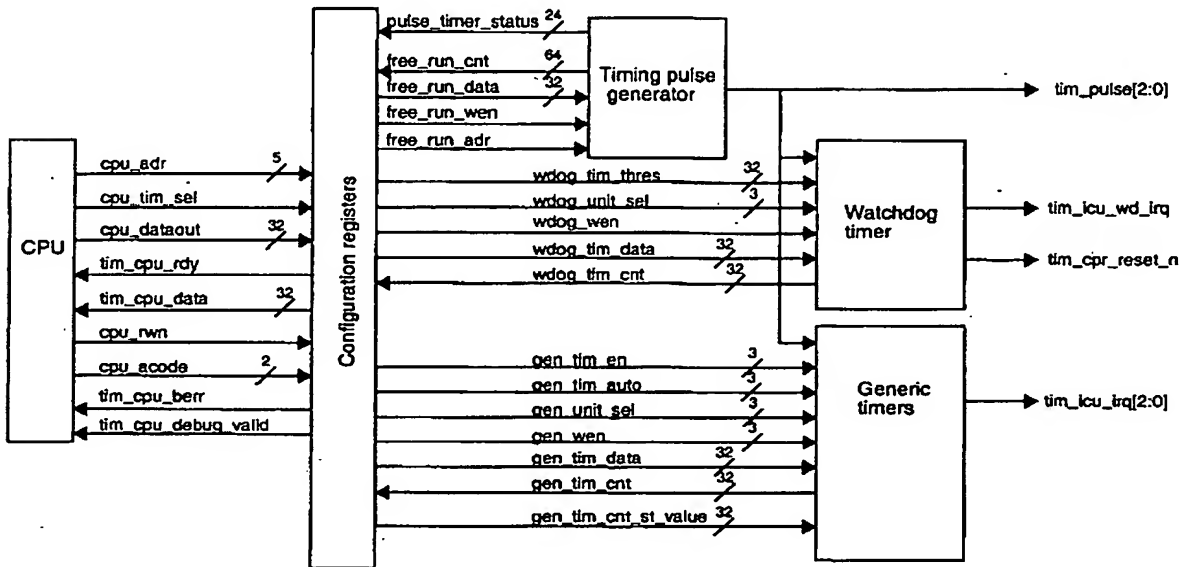 CPU
cpu_adr 5
cpu_tim_sel
cpu_dataout 32
tim_cpu_rdy
tim_cpu_data 32
cpu_rwn
cpu_acode 2
tim_cpu_berr
tim_cpu_debug_valid
Configuration registers
pulse_timer_status 24
free_run_cnt 64
free_run_data 32
free_run_wen
free_run_adr
Timing pulse
generator
tim_pulse[2:0]
wdog_tim_thres 32
wdog_unit_sel 3
wdog_wen
wdog_tim_data 32
wdog_tim_cnt 32
Watchdog
timer
tim_icu_wd_irq
tim_cpr_reset_n
gen_tim_en 3
gen_tim_auto 3
gen_unit_sel 3
gen_wen 3
gen_tim_data 32
gen_tim_cnt 32
gen_tim_cnt_st_value 32
Generic
timers
tim_icu_irq[2:0]